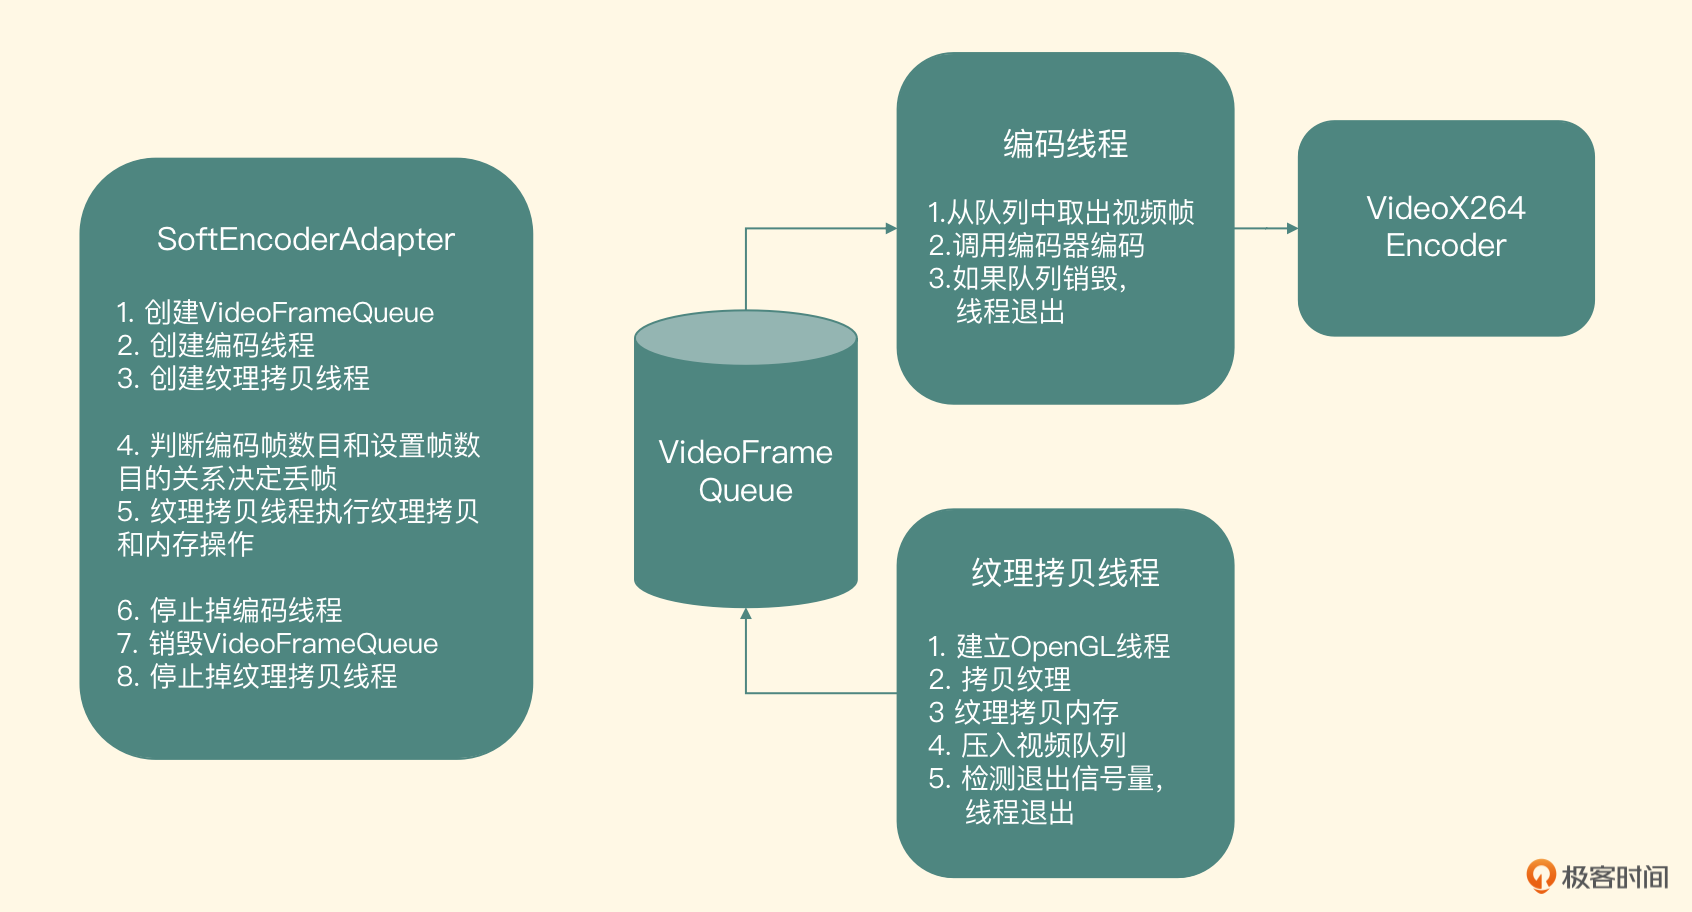 SoftEncoderAdapter
1. 创建VideoFrameQueue
2. 创建编码线程
3. 创建纹理拷贝线程
4. 判断编码帧数目和设置帧数
目的关系决定丢帧
5. 纹理拷贝线程执行纹理拷贝
和内存操作
6. 停止掉编码线程
7. 销毁VideoFrameQueue
8. 停止掉纹理拷贝线程
VideoFrame
Queue
编码线程
1.从队列中取出视频帧
2.调用编码器编码
3.如果队列销毁，
线程退出
VideoX264
Encoder
纹理拷贝线程
1. 建立OpenGL线程
2. 拷贝纹理
3 纹理拷贝内存
4. 压入视频队列
5. 检测退出信号量，
线程退出
极客时间